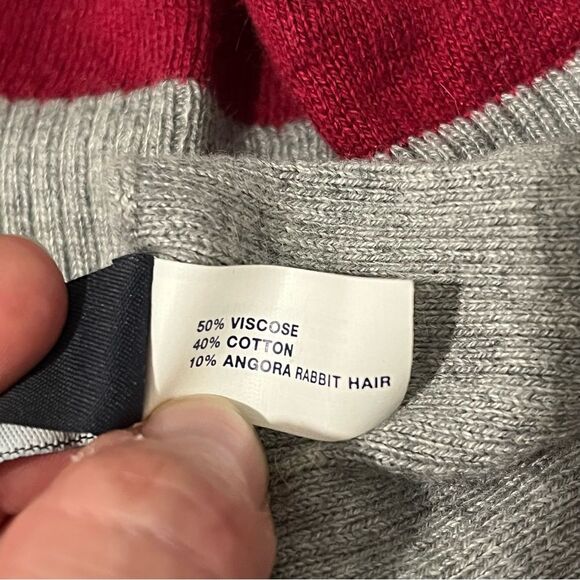 50% VISCOSE
40% COTTON
10% ANGORA RABBIT HAIR